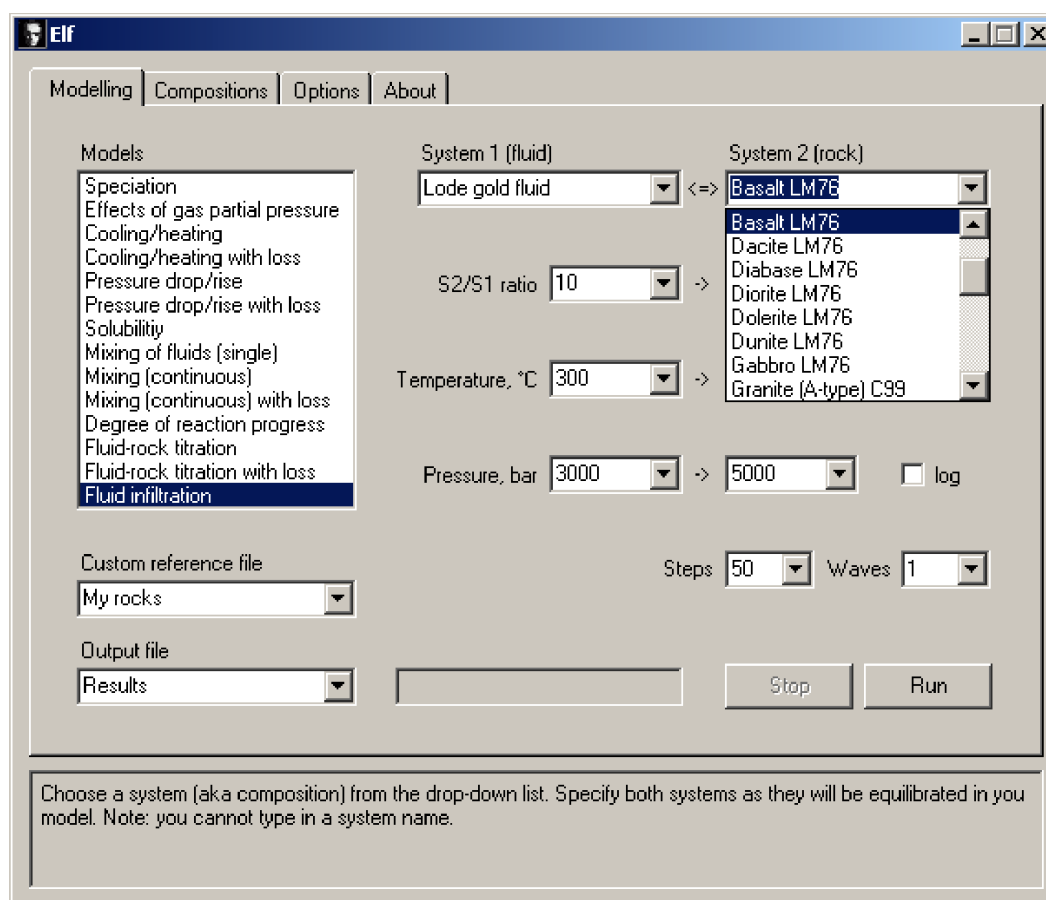 Elf
Modelling Compositions Options About
Models
Speciation
Effects of gas partial pressure
Cooling/heating
Cooling/heating with loss
Pressure drop/rise
Pressure drop/rise with loss
Solubilitiy
Mixing of fluids (single)
Mixing (continuous)
Mixing (continuous) with loss
Degree of reaction progress
Fluid-rock titration
Fluid-rock titration with loss
Fluid infiltration
Custom reference file
My rocks
Output file
Results
System 1 (fluid)
Lode gold fluid
<=>
System 2 (rock)
Basalt LM76
Basalt LM76
Dacite LM76
Diabase LM76
Diorite LM76
Dolerite LM76
Dunite LM76
Gabbro LM76
Granite (A-type) C99
S2/S1 ratio 10 ->
Temperature, °C 300 ->
Pressure, bar 3000 -> 5000 log
Steps 50 Waves 1
Stop Run
Choose a system (aka composition) from the drop-down list. Specify both systems as they will be equilibrated in you
model. Note: you cannot type in a system name.